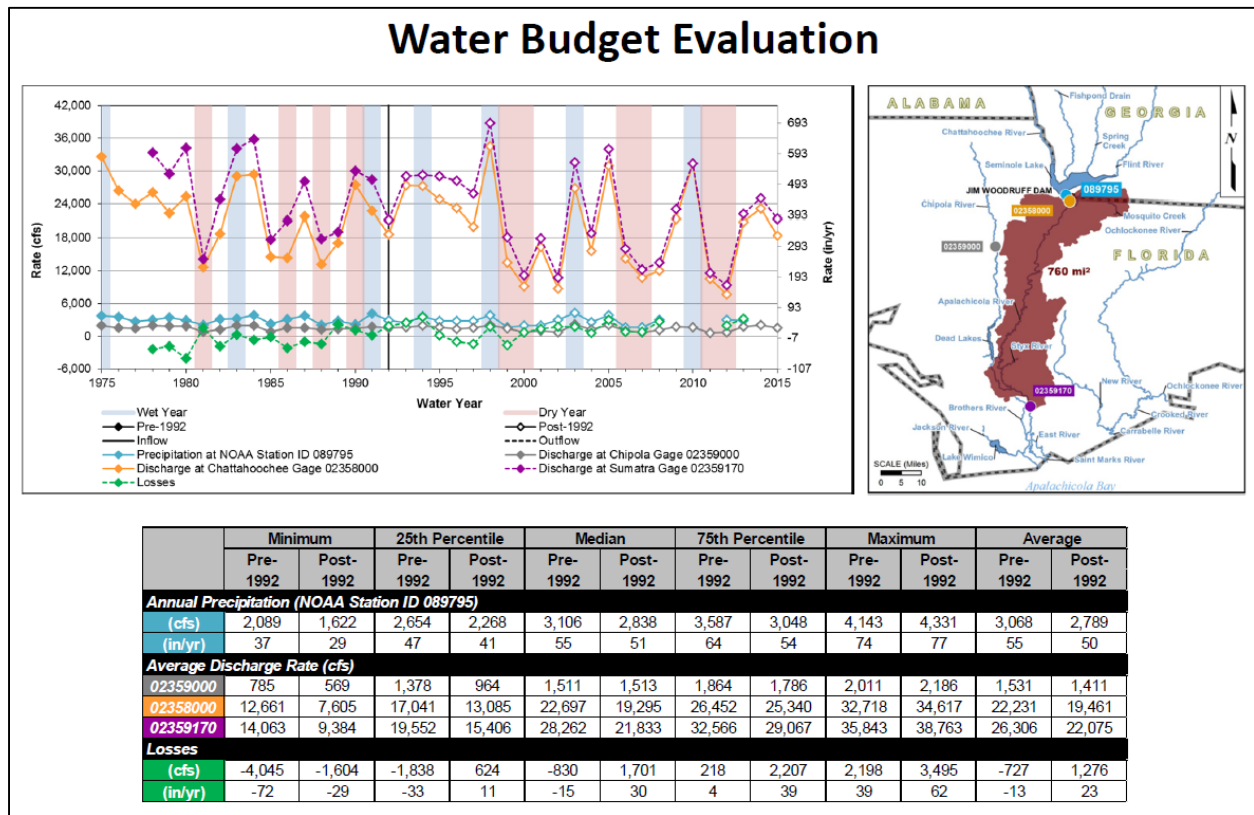 Water Budget Evaluation
42,000
36,000
30,000
24,000
18,000
12,000
6,000
0
-6,000
Rate (cfs)
693
593
493
393
293
193
93
-7
-107
Rate (in/yr)
1975 1980 1985 1990 1995 2000 2005 2010 2015
Water Year
Wet Year Dry Year
Pre-1992 Post-1992
Inflow Outflow
Precipitation at NOAA Station ID 089795 Discharge at Chipola Gage 02359000
Discharge at Chattahoochee Gage 02358000 Discharge at Sumatra Gage 02359170
Losses
ALABAMA
Fishpond Drain
GEORGIA
N
Chattahoochee River
Spring
Creek
Seminole Lake
Flint River
JIM WOODRUFF DAM
089795
Chipola River
02358000
Mosquito Creek
Ochlockonee River
02359000
FLORIDA
760 mi²
Apalachicola River
Dead Lakes
Styx River
02359170
New River
Ochlockonee River
Brothers River
Crooked River
Jackson River
East River
Carrabelle River
Lake Wimico
Saint Marks River
SCALE (Miles)
0 5 10
Apalachicola Bay
Minimum 25th Percentile Median 75th Percentile Maximum Average
Pre- Post- Pre- Post- Pre- Post- Pre- Post- Pre- Post- Pre- Post-
1992 1992 1992 1992 1992 1992 1992 1992 1992 1992 1992 1992
Annual Precipitation (NOAA Station ID 089795)
(cfs) 2,089 1,622 2,654 2,268 3,106 2,838 3,587 3,048 4,143 4,331 3,068 2,789
(in/yr) 37 29 47 41 55 51 64 54 74 77 55 50
Average Discharge Rate (cfs)
02359000 785 569 1,378 964 1,511 1,513 1,864 1,786 2,011 2,186 1,531 1,411
02358000 12,661 7,605 17,041 13,085 22,697 19,295 26,452 25,340 32,718 34,617 22,231 19,461
02359170 14,063 9,384 19,552 15,406 28,262 21,833 32,566 29,067 35,843 38,763 26,306 22,075
Losses
(cfs) -4,045 -1,604 -1,838 624 -830 1,701 218 2,207 2,198 3,495 -727 1,276
(in/yr) -72 -29 -33 11 -15 30 4 39 39 62 -13 23